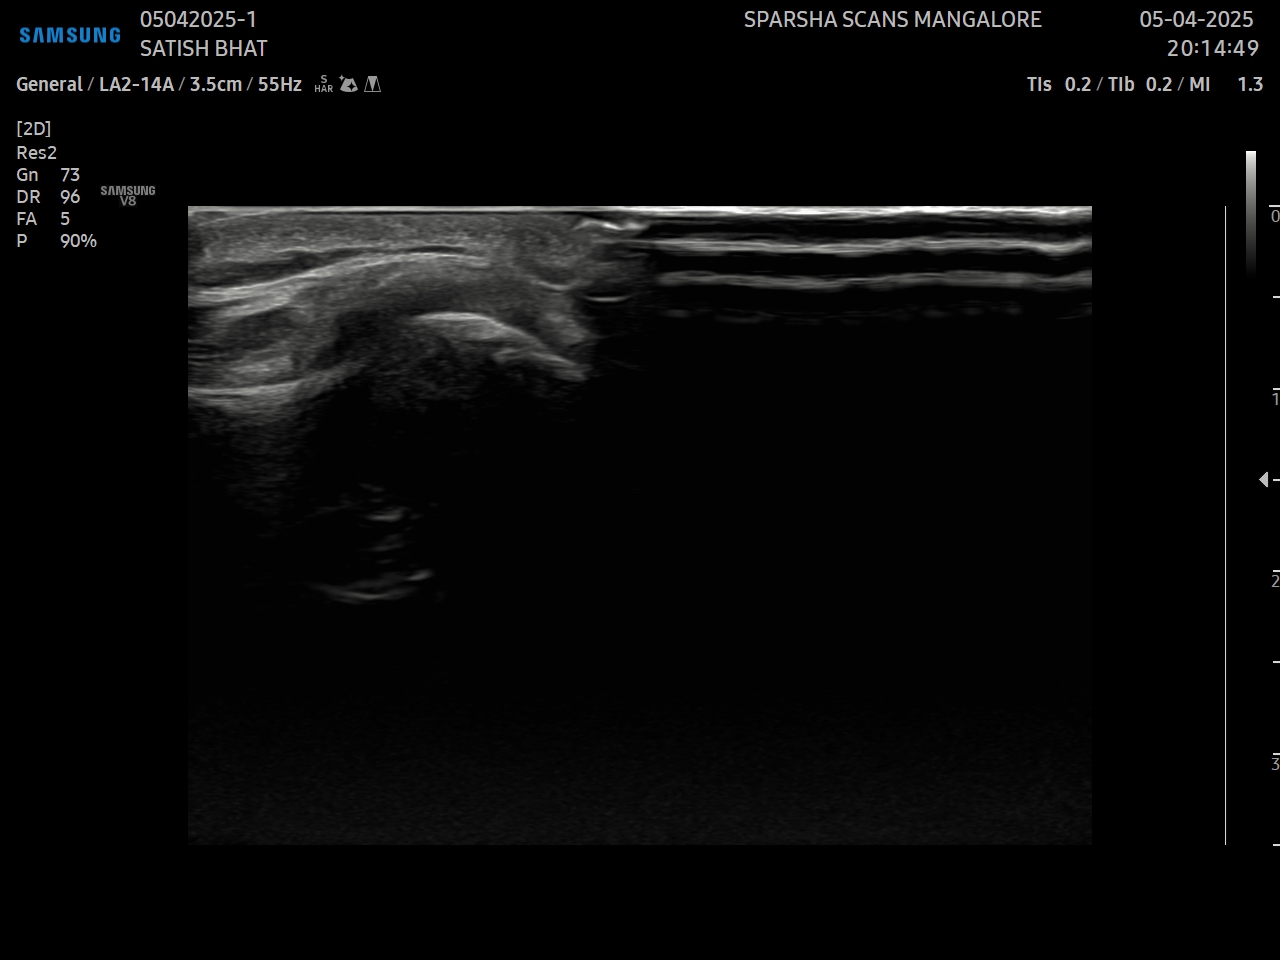 SAMSUNG
05042025-1
SATISH BHAT
SPARSHA SCANS MANGALORE
05-04-2025
20:14:49
General / LA2-14A / 3.5cm / 55Hz
S
HAR
TIs 0.2 / TIb 0.2 / MI 1.3
[2D]
Res2
Gn 73
DR 96
FA 5
P 90%
SAMSUNG
V8
0
1
2
3